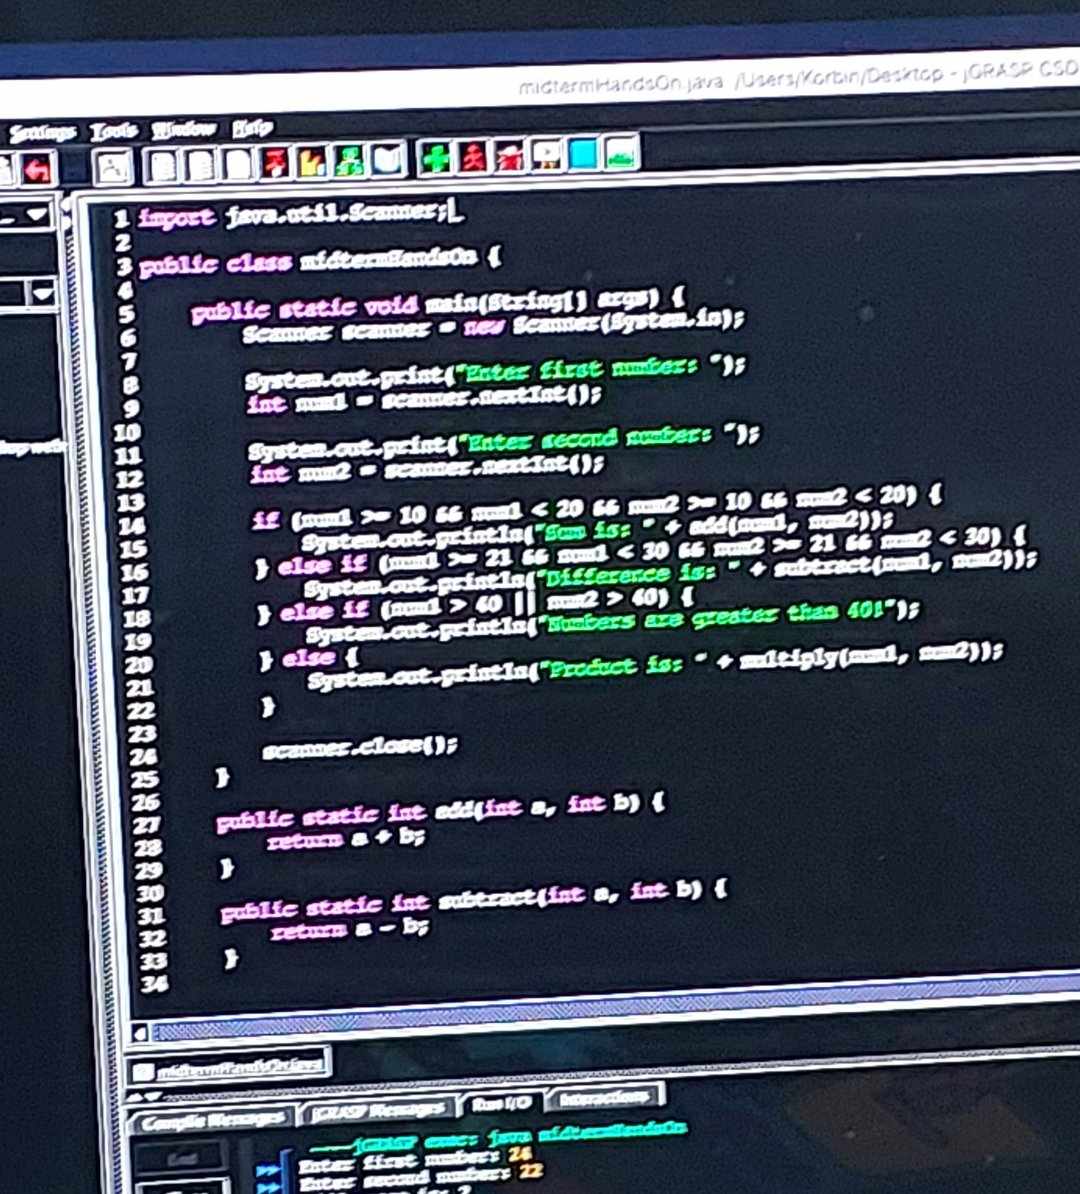 midtermHandsOn.java /Users/Korbin/Desktop - jGRASP CSD
Settings Tools Window Help
1 import java.util.Scanner;
2
3 public class midtermHandsOn {
4
5 public static void main(String[] args) {
6 Scanner scanner = new Scanner(System.in);
7
8 System.out.print("Enter first number: ");
9 int num1 = scanner.nextInt();
10
11 System.out.print("Enter second number: ");
12 int num2 = scanner.nextInt();
13
14 if (num1 >= 10 && num1 < 20 && num2 >= 10 && num2 < 20) {
15 System.out.println("Sum is: " + add(num1, num2));
16 } else if (num1 >= 21 && num1 < 30 && num2 >= 21 && num2 < 30) {
17 System.out.println("Difference is: " + subtract(num1, num2));
18 } else if (num1 > 40 || num2 > 40) {
19 System.out.println("Numbers are greater than 40!");
20 } else {
21 System.out.println("Product is: " + multiply(num1, num2));
22 }
23
24 scanner.close();
25 }
26
27 public static int add(int a, int b) {
28 return a + b;
29 }
30
31 public static int subtract(int a, int b) {
32 return a - b;
33 }
34
midtermHandsOn.java
Compile Messages jGRASP Messages Run I/O Interactions
End
----jGRASP exec: java midtermHandsOn
Enter first number: 24
Enter second number: 22